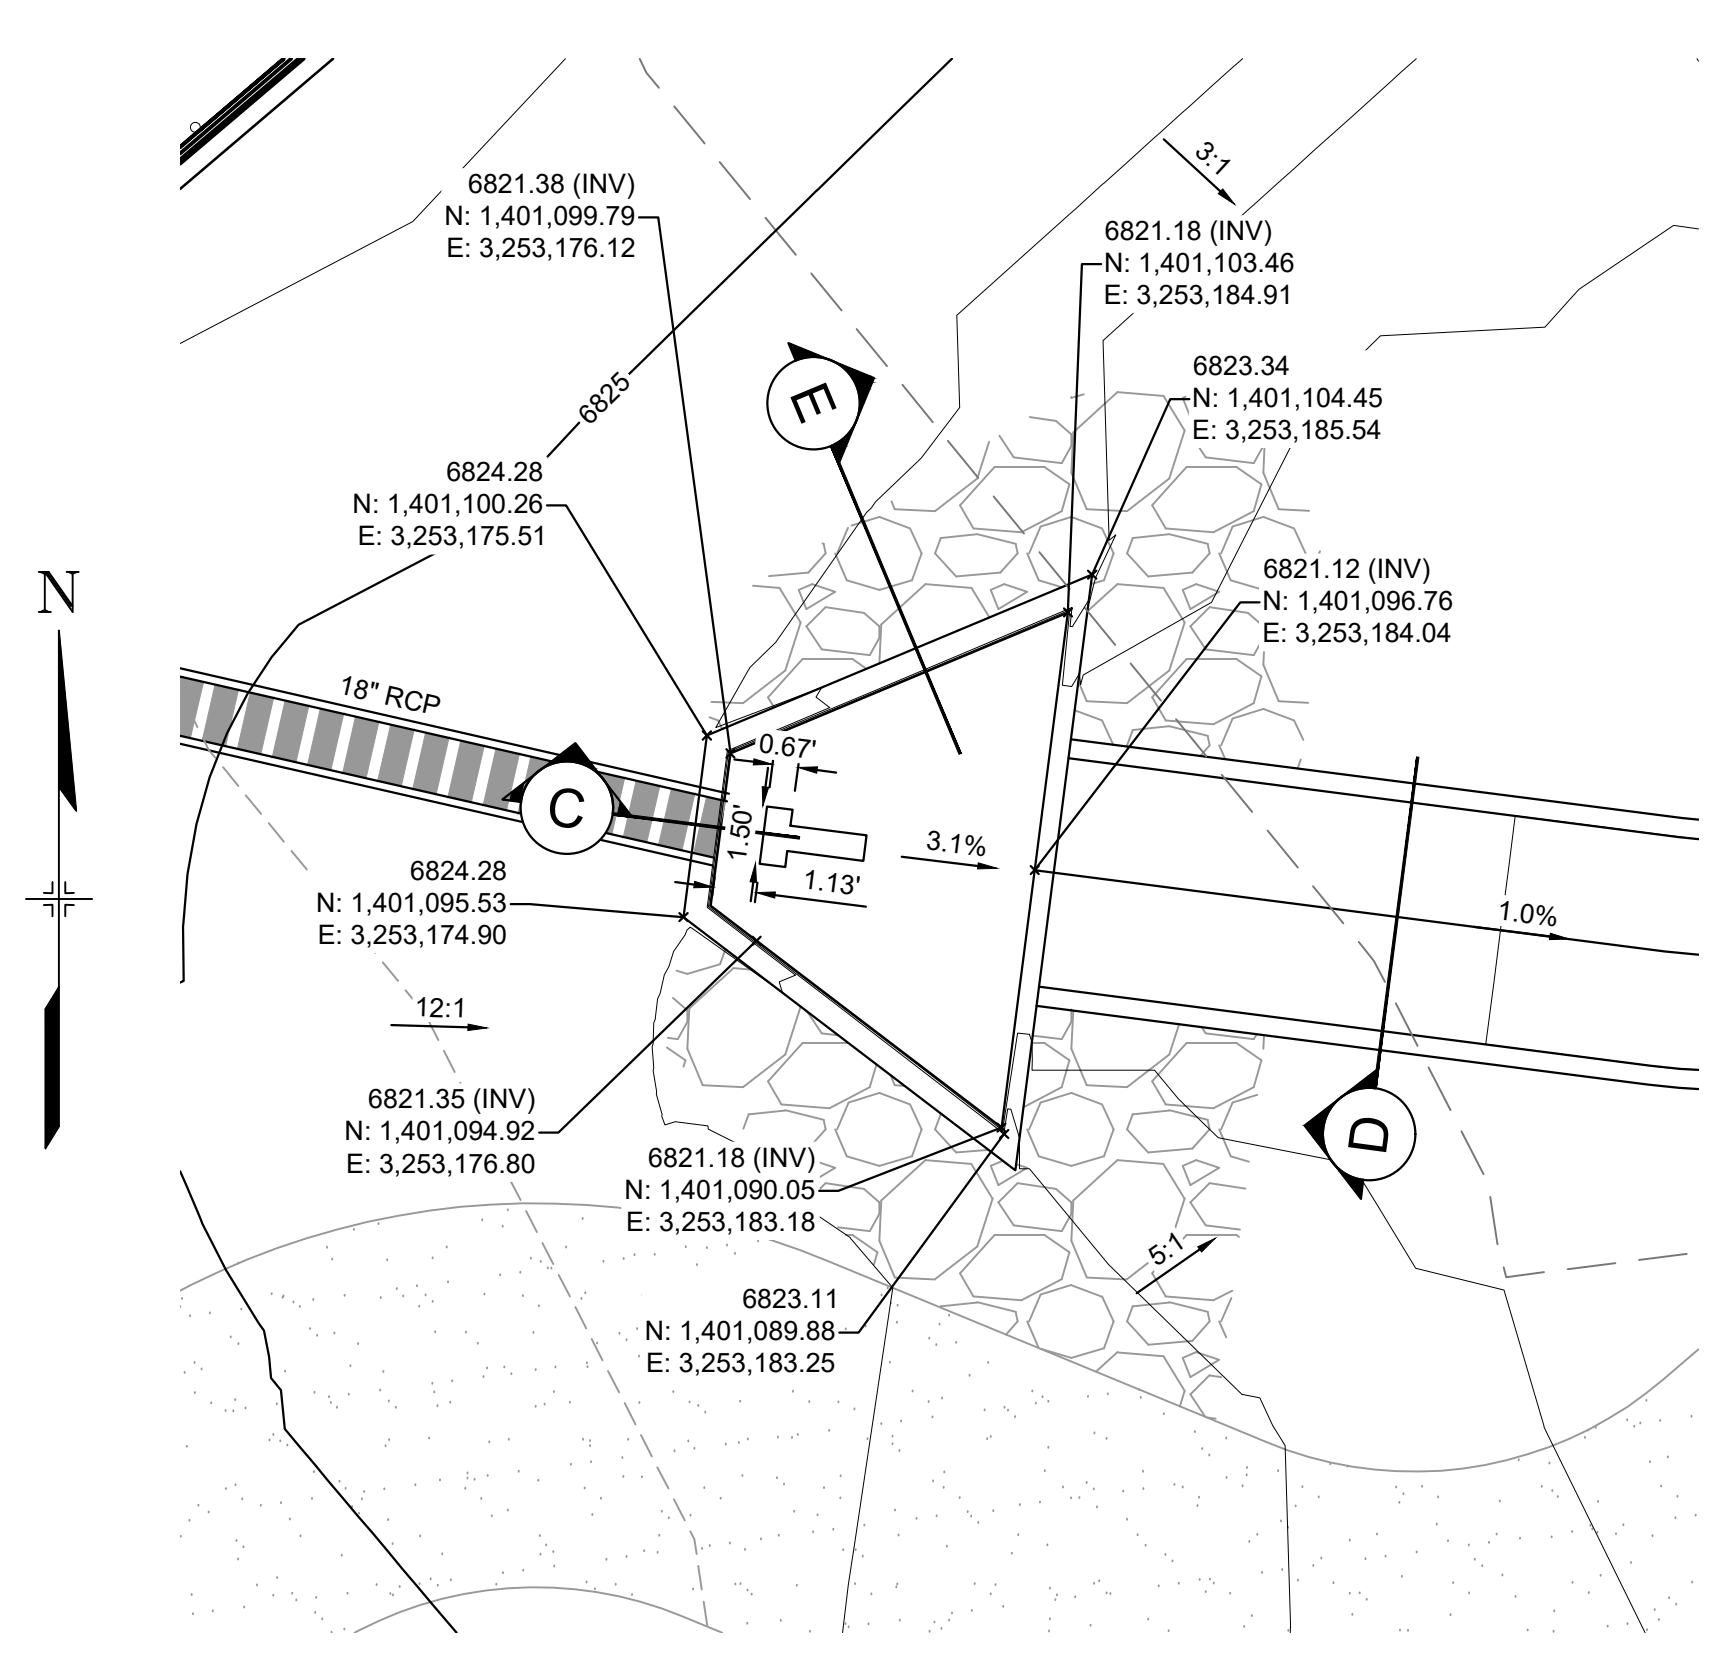 3:1
6821.38 (INV)
N: 1,401,099.79
E: 3,253,176.12
6821.18 (INV)
N: 1,401,103.46
E: 3,253,184.91
6823.34
N: 1,401,104.45
E: 3,253,185.54
6825
E
6824.28
N: 1,401,100.26
E: 3,253,175.51
N
6821.12 (INV)
N: 1,401,096.76
E: 3,253,184.04
18" RCP
0.67'
C
1.50'
3.1%
1.13'
6824.28
N: 1,401,095.53
E: 3,253,174.90
1.0%
12:1
6821.35 (INV)
N: 1,401,094.92
E: 3,253,176.80
D
6821.18 (INV)
N: 1,401,090.05
E: 3,253,183.18
5:1
6823.11
N: 1,401,089.88
E: 3,253,183.25